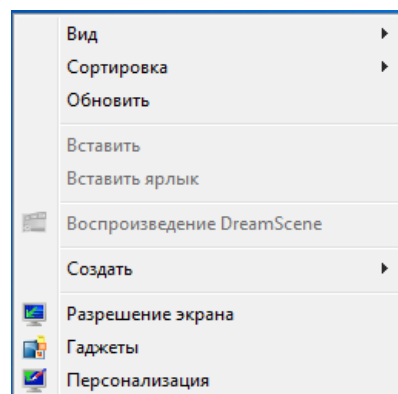 Вид
Сортировка
Обновить
Вставить
Вставить ярлык
Воспроизведение DreamScene
Создать
Разрешение экрана
Гаджеты
Персонализация